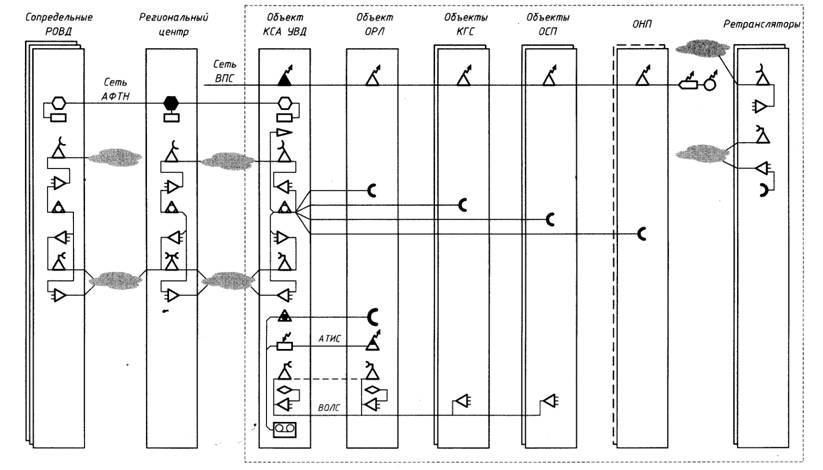 Сопредельные
РОВД
Региональный
центр
Объект
КСА УВД
Объект
ОРЛ
Объекты
КГС
Объекты
ОСП
ОНП
Ретрансляторы
Сеть
ВПС
Сеть
АФТН
АТИС
ВОЛС